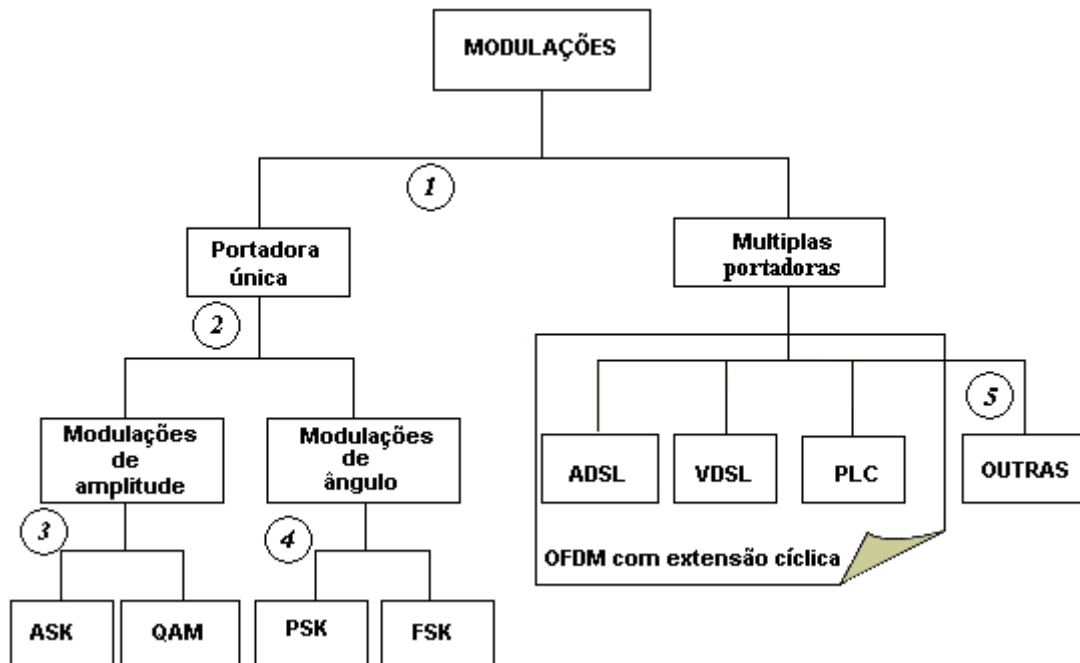 MODULAÇÕES
1
Portadora
única
Multiplas
portadoras
2
5
Modulações
de
amplitude
Modulações
de
ângulo
ADSL
VDSL
PLC
OUTRAS
3
4
OFDM com extensão cíclica
ASK
QAM
PSK
FSK